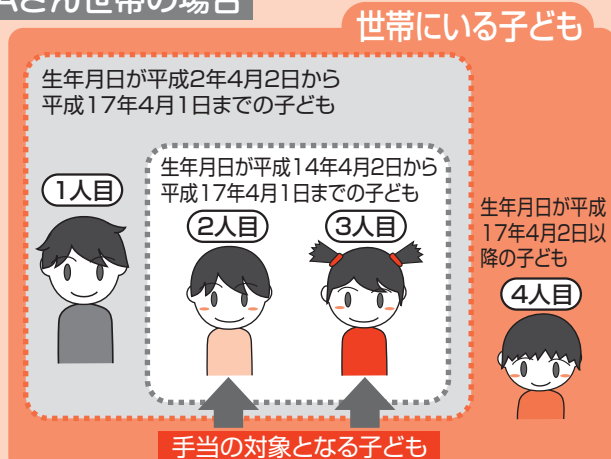 Aさん世帯の場合
世帯にいる子ども
生年月日が平成2年4月2日から
平成17年4月1日までの子ども
生年月日が平成14年4月2日から
平成17年4月1日までの子ども
1人目
2人目
3人目
生年月日が平成
17年4月2日以
降の子ども
4人目
手当の対象となる子ども